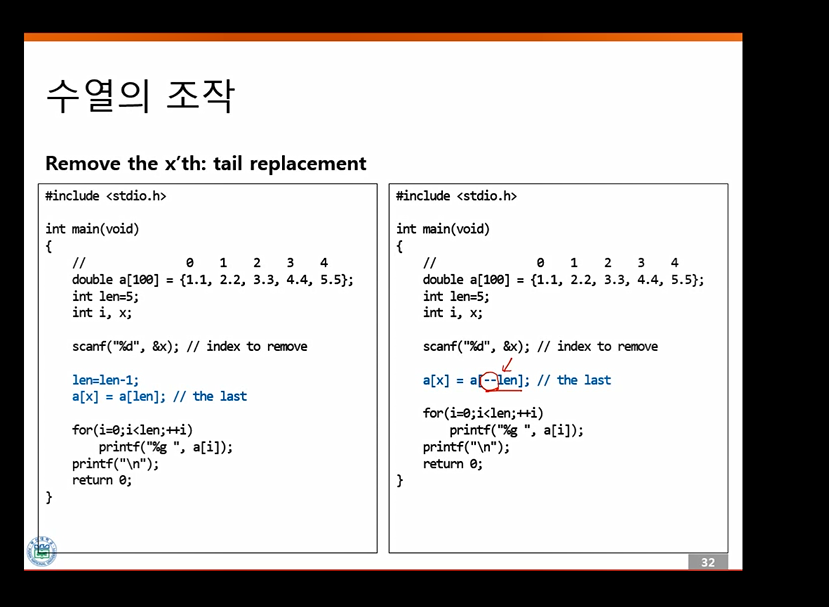 수열의 조작
Remove the x'th: tail replacement
#include <stdio.h>
int main(void)
{
// 0 1 2 3 4
double a[100] = {1.1, 2.2, 3.3, 4.4, 5.5};
int len=5;
int i, x;
scanf("%d", &x); // index to remove
len=len-1;
a[x] = a[len]; // the last
for(i=0;i<len;++i)
printf("%g ", a[i]);
printf("\n");
return 0;
}
#include <stdio.h>
int main(void)
{
// 0 1 2 3 4
double a[100] = {1.1, 2.2, 3.3, 4.4, 5.5};
int len=5;
int i, x;
scanf("%d", &x); // index to remove
a[x] = a[--len]; // the last
for(i=0;i<len;++i)
printf("%g ", a[i]);
printf("\n");
return 0;
}
32